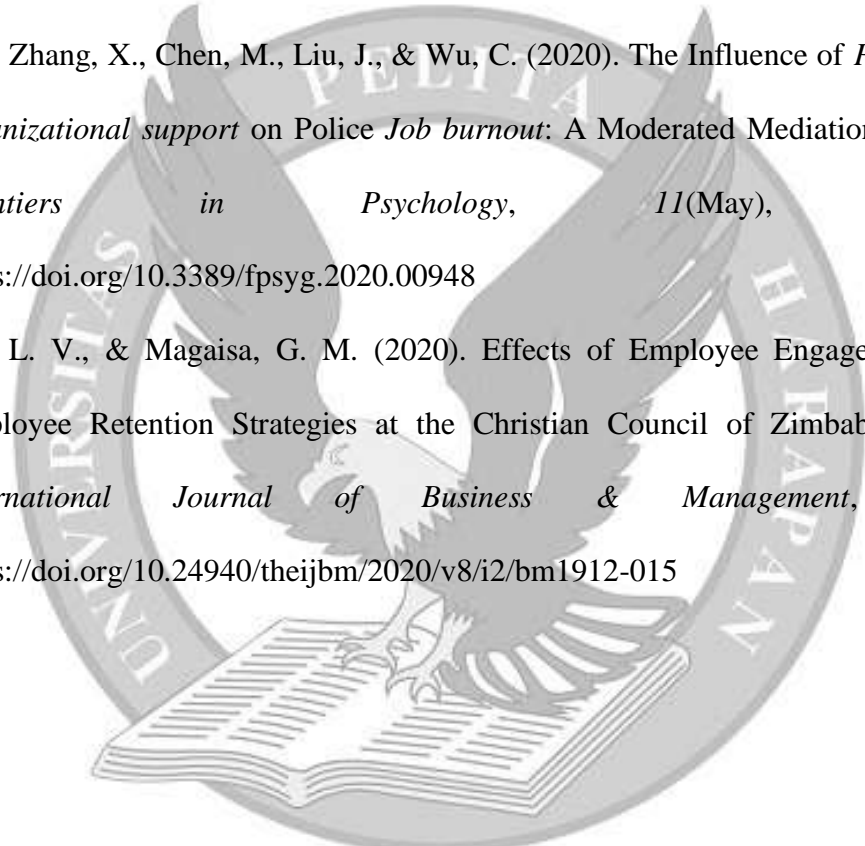 Zhang, X., Chen, M., Liu, J., & Wu, C. (2020). The Influence of
nizational support on Police Job burnout: A Moderated Mediation
ntiers in Psychology, 11(May),
s://doi.org/10.3389/fpsyg.2020.00948
L. V., & Magaisa, G. M. (2020). Effects of Employee Engage
loyee Retention Strategies at the Christian Council of Zimbab
rnational Journal of Business & Management,
s://doi.org/10.24940/theijbm/2020/v8/i2/bm1912-015
UNIVERSITAS PELITA HARAPAN